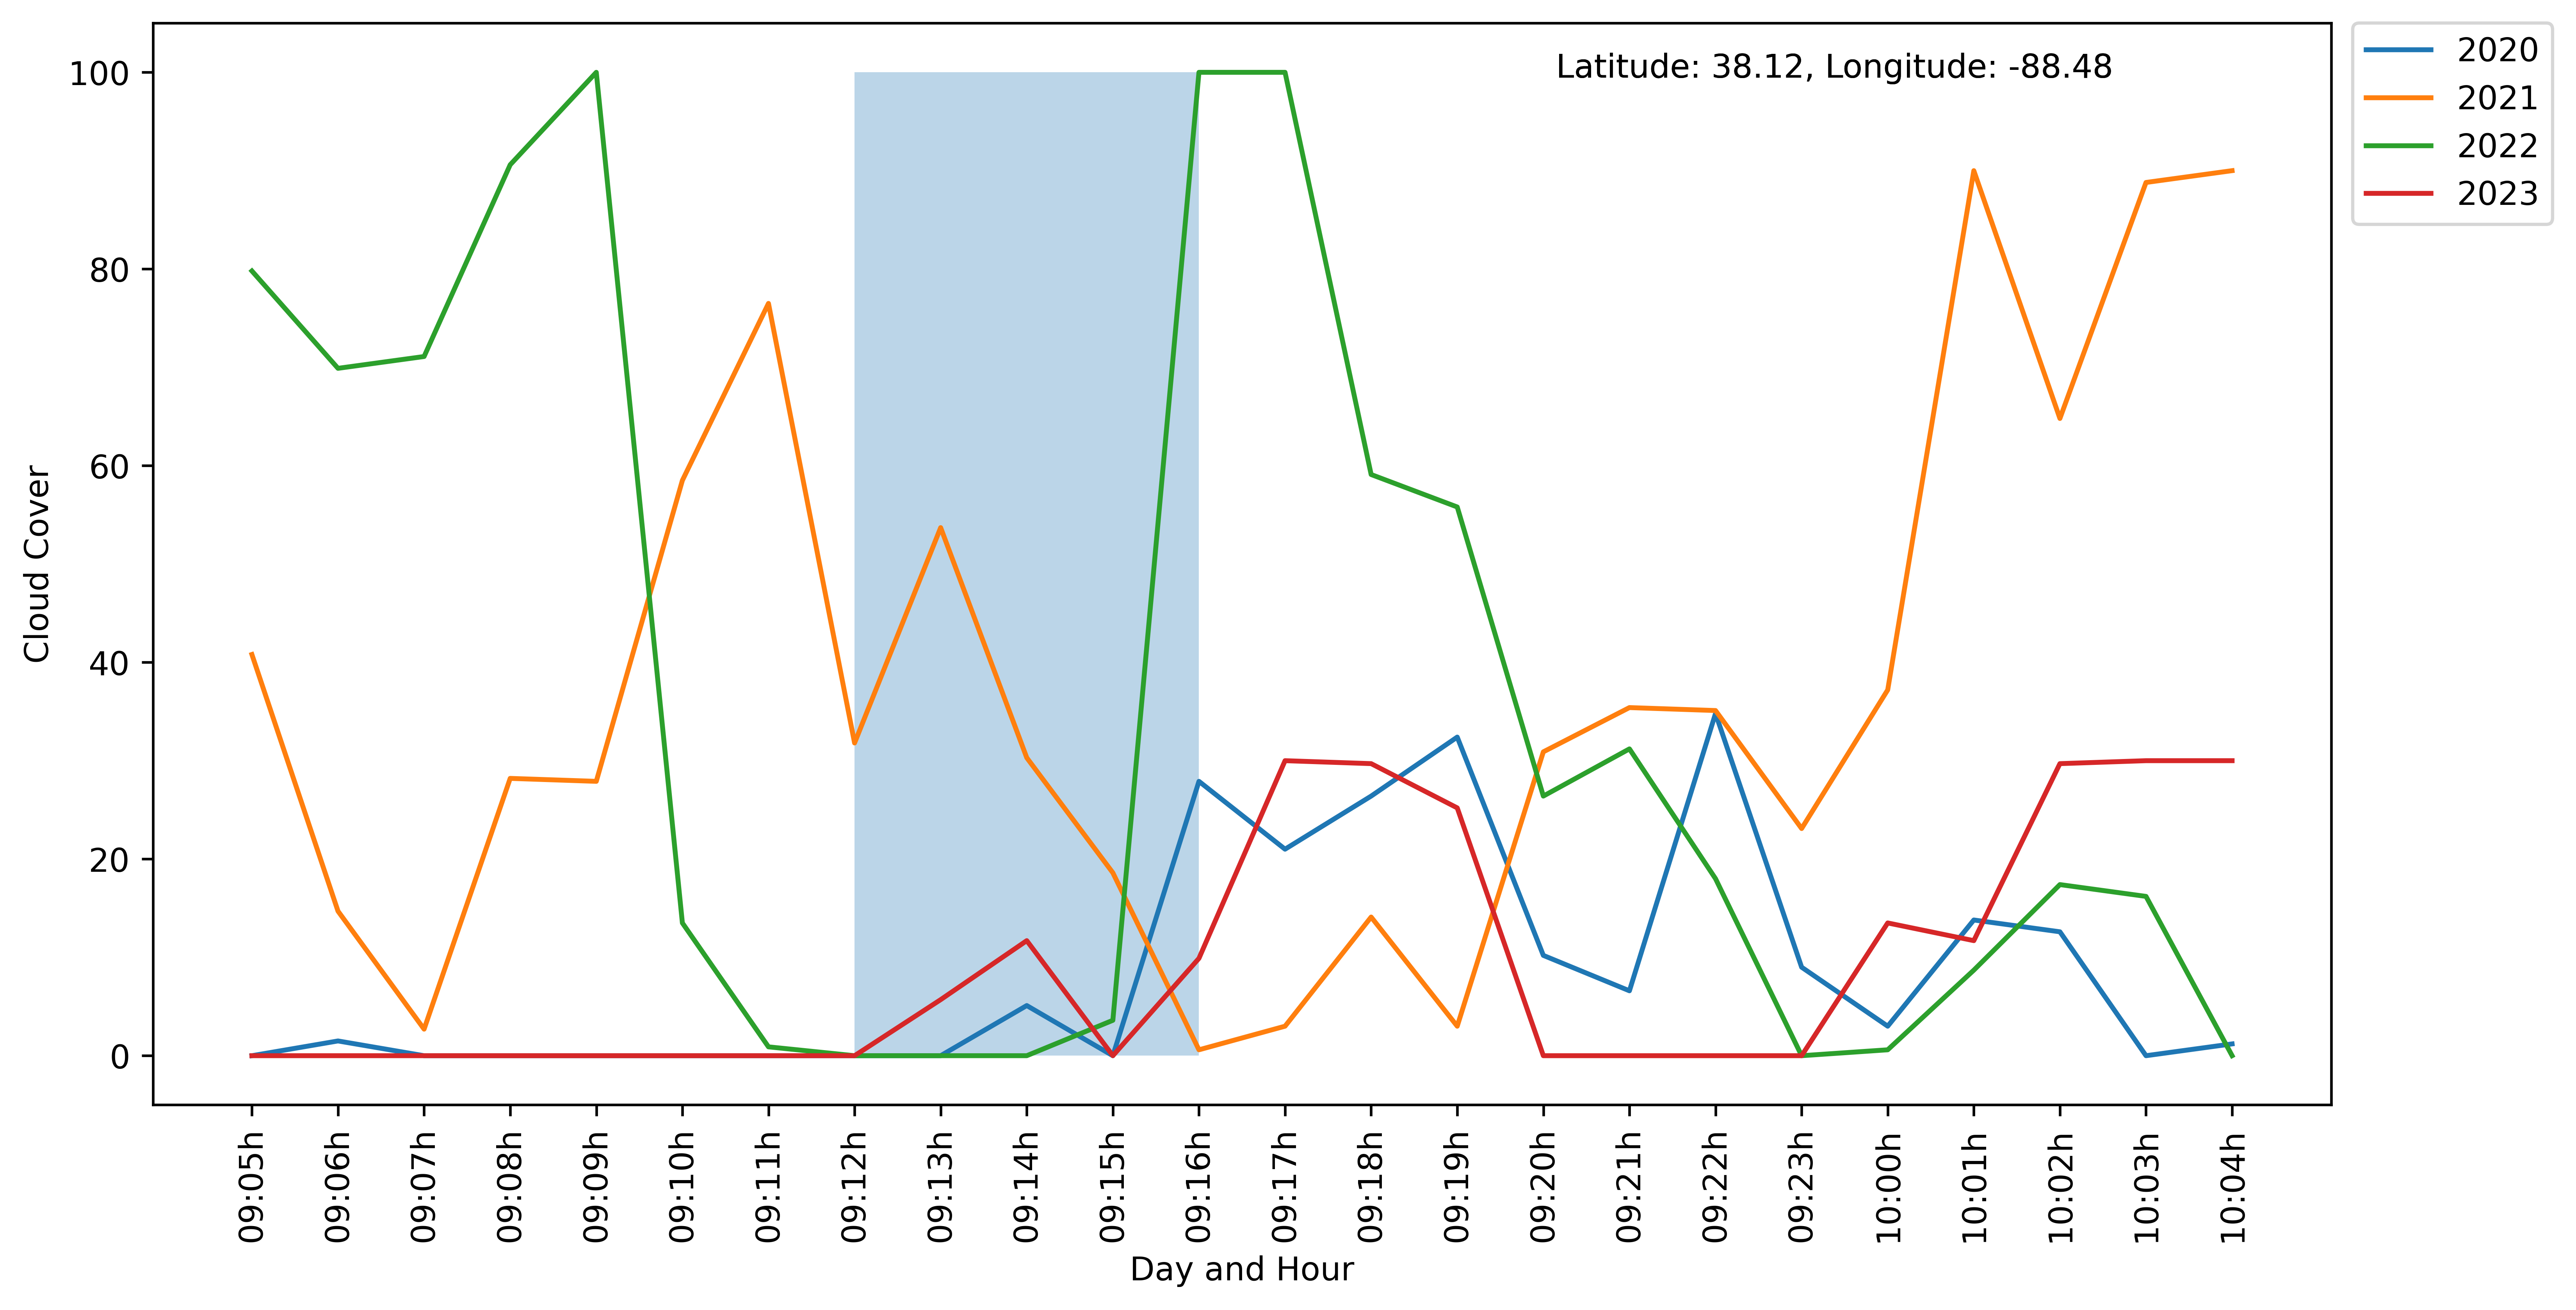 Latitude: 38.12, Longitude: -88.48
2020
2021
2022
2023
Cloud Cover
100
80
60
40
20
0
09:05h
09:06h
09:07h
09:08h
09:09h
09:10h
09:11h
09:12h
09:13h
09:14h
09:15h
09:16h
09:17h
09:18h
09:19h
09:20h
09:21h
09:22h
09:23h
10:00h
10:01h
10:02h
10:03h
10:04h
Day and Hour